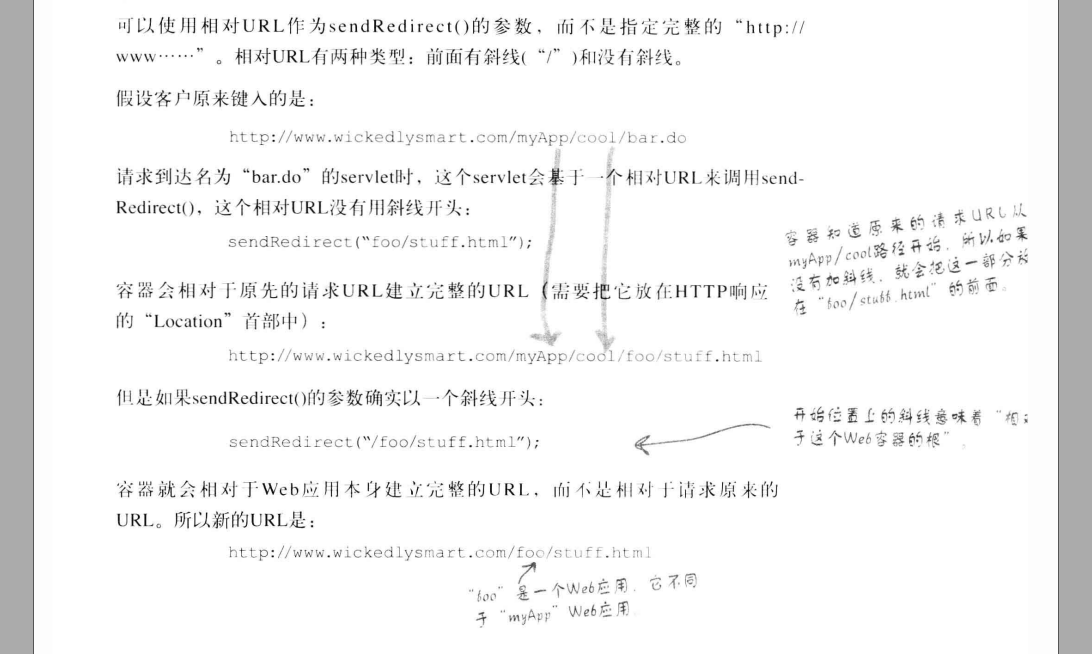 可以使用相对URL作为sendRedirect()的参数，而不是指定完整的“http://
www……”。相对URL有两种类型：前面有斜线(“/”)和没有斜线。
假设客户原来键入的是：
http://www.wickedlysmart.com/myApp/cool/bar.do
请求到达名为“bar.do”的servlet时，这个servlet会基于一个相对URL来调用send-
Redirect()，这个相对URL没有用斜线开头：
sendRedirect(“foo/stuff.html”);
容器知道原来的请求URL从
myApp/cool路径开始，所以如果
没有加斜线，就会把这一部分放
在“foo/stuff.html”的前面。
容器会相对于原先的请求URL建立完整的URL（需要把它放在HTTP响应
的“Location”首部中）：
http://www.wickedlysmart.com/myApp/cool/foo/stuff.html
但是如果sendRedirect()的参数确实以一个斜线开头：
sendRedirect(“/foo/stuff.html”);
开始位置上的斜线意味着“相对
于这个Web容器的根”.
容器就会相对于Web应用本身建立完整的URL，而不是相对于请求原来的
URL。所以新的URL是：
http://www.wickedlysmart.com/foo/stuff.html
“foo”是一个Web应用，它不同
于“myApp”Web应用.